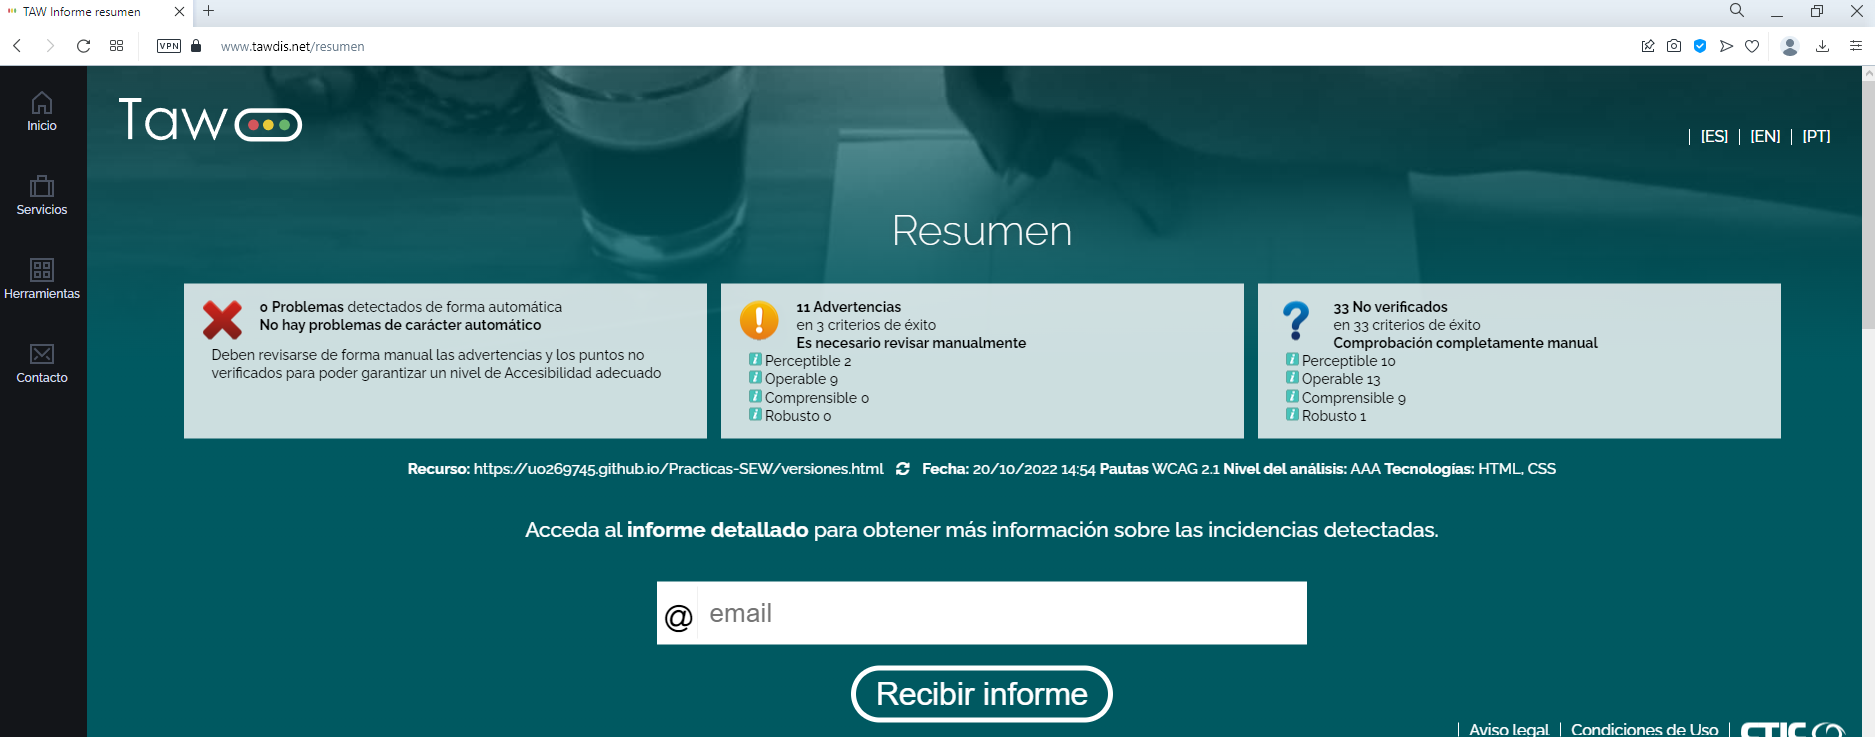 TAW Informe resumen
VPN
www.tawdis.net/resumen
Inicio
Servicios
Herramientas
Contacto
Taw
[ES] [EN] [PT]
Resumen
0 Problemas detectados de forma automática
No hay problemas de carácter automático
Deben revisarse de forma manual las advertencias y los puntos no
verificados para poder garantizar un nivel de Accesibilidad adecuado
11 Advertencias
en 3 criterios de éxito
Es necesario revisar manualmente
Perceptible 2
Operable 9
Comprensible 0
Robusto 0
33 No verificados
en 33 criterios de éxito
Comprobación completamente manual
Perceptible 10
Operable 13
Comprensible 9
Robusto 1
Recurso: https://uo269745.github.io/Practicas-SEW/versiones.html Fecha: 20/10/2022 14:54 Pautas WCAG 2.1 Nivel del análisis: AAA Tecnologías: HTML, CSS
Acceda al informe detallado para obtener más información sobre las incidencias detectadas.
@ email
Recibir informe
Aviso legal | Condiciones de Uso | CTIC